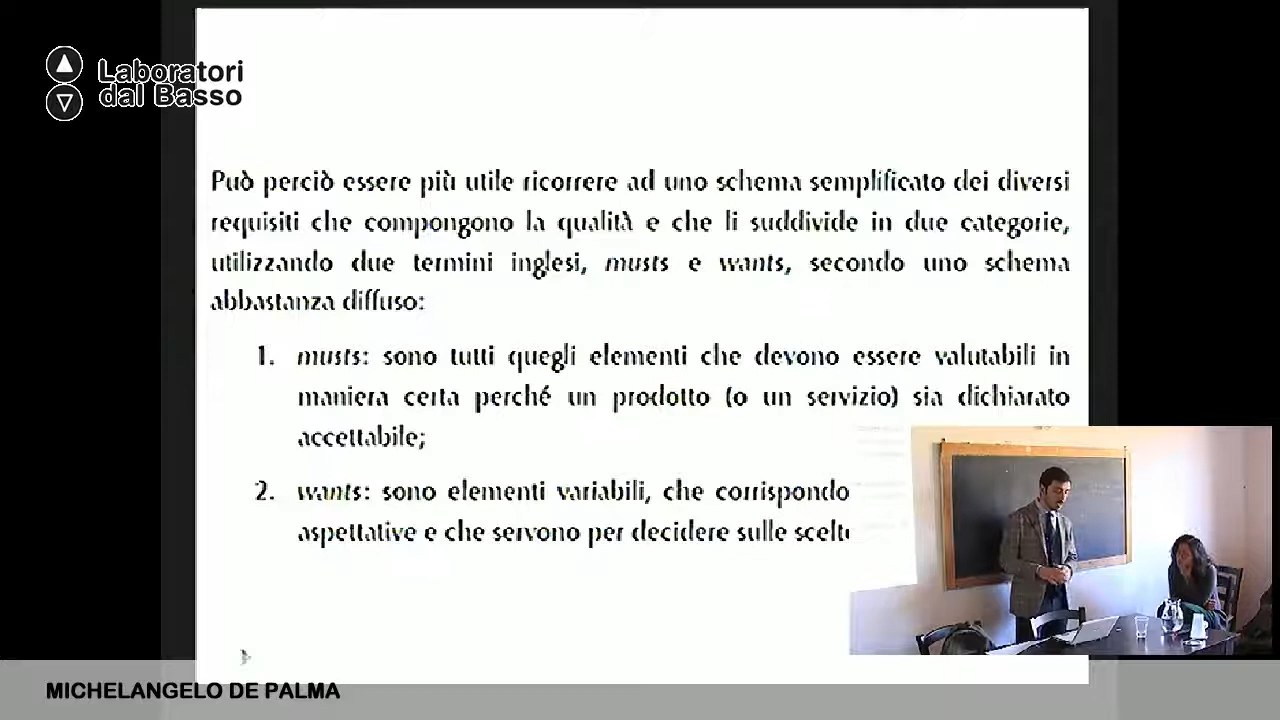 Laboratori
dal Basso
Può perciò essere più utile ricorrere ad uno schema semplificato dei diversi
requisiti che compongono la qualità e che li suddivide in due categorie,
utilizzando due termini inglesi, musts e wants, secondo uno schema
abbastanza diffuso:
1. musts: sono tutti quegli elementi che devono essere valutabili in
maniera certa perché un prodotto (o un servizio) sia dichiarato
accettabile;
2. wants: sono elementi variabili, che corrispondo
aspettative e che servono per decidere sulle
MICHELANGELO DE PALMA